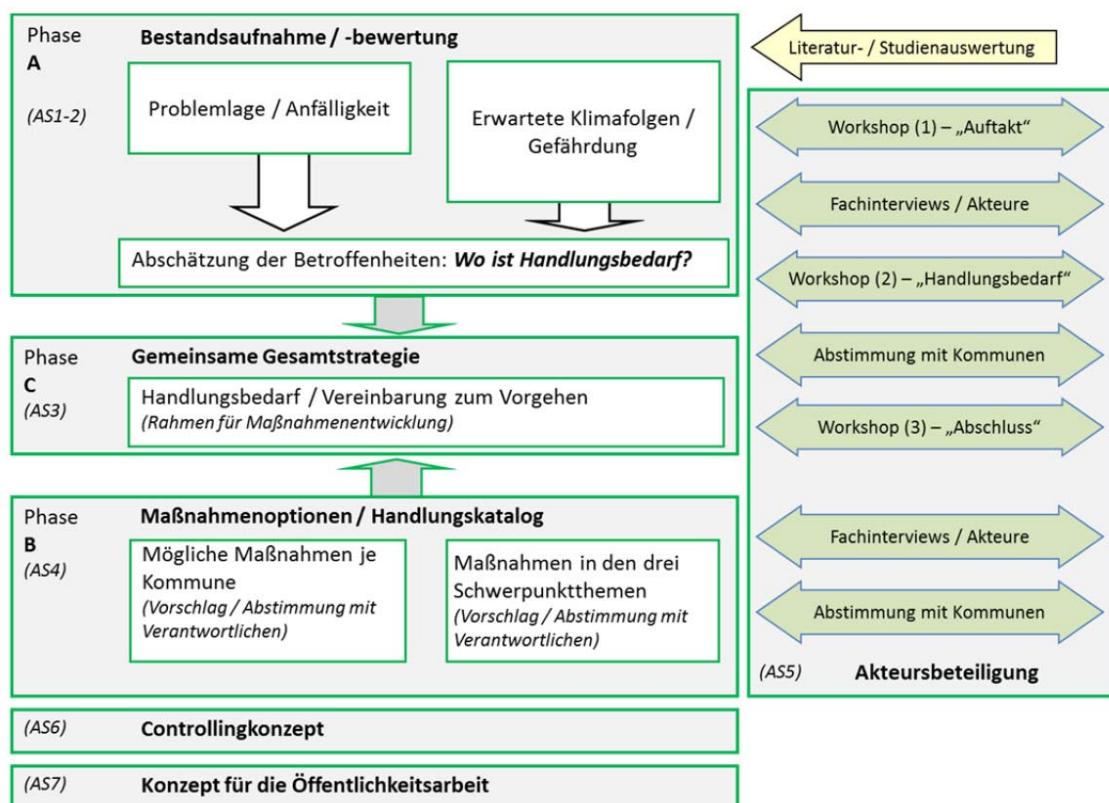 Phase
A
(AS1-2)
Bestandsaufnahme / -bewertung
Problemlage / Anfälligkeit
Erwartete Klimafolgen /
Gefährdung
Abschätzung der Betroffenheiten: Wo ist Handlungsbedarf?
Phase
C
(AS3)
Gemeinsame Gesamtstrategie
Handlungsbedarf / Vereinbarung zum Vorgehen
(Rahmen für Maßnahmenentwicklung)
Phase
B
(AS4)
Maßnahmenoptionen / Handlungskatalog
Mögliche Maßnahmen je
Kommune
(Vorschlag / Abstimmung mit
Verantwortlichen)
Maßnahmen in den drei
Schwerpunktthemen
(Vorschlag / Abstimmung mit
Verantwortlichen)
(AS6)
Controllingkonzept
(AS7)
Konzept für die Öffentlichkeitsarbeit
Literatur- / Studienauswertung
Workshop (1) – „Auftakt“
Fachinterviews / Akteure
Workshop (2) – „Handlungsbedarf“
Abstimmung mit Kommunen
Workshop (3) – „Abschluss“
Fachinterviews / Akteure
Abstimmung mit Kommunen
(AS5)
Akteursbeteiligung